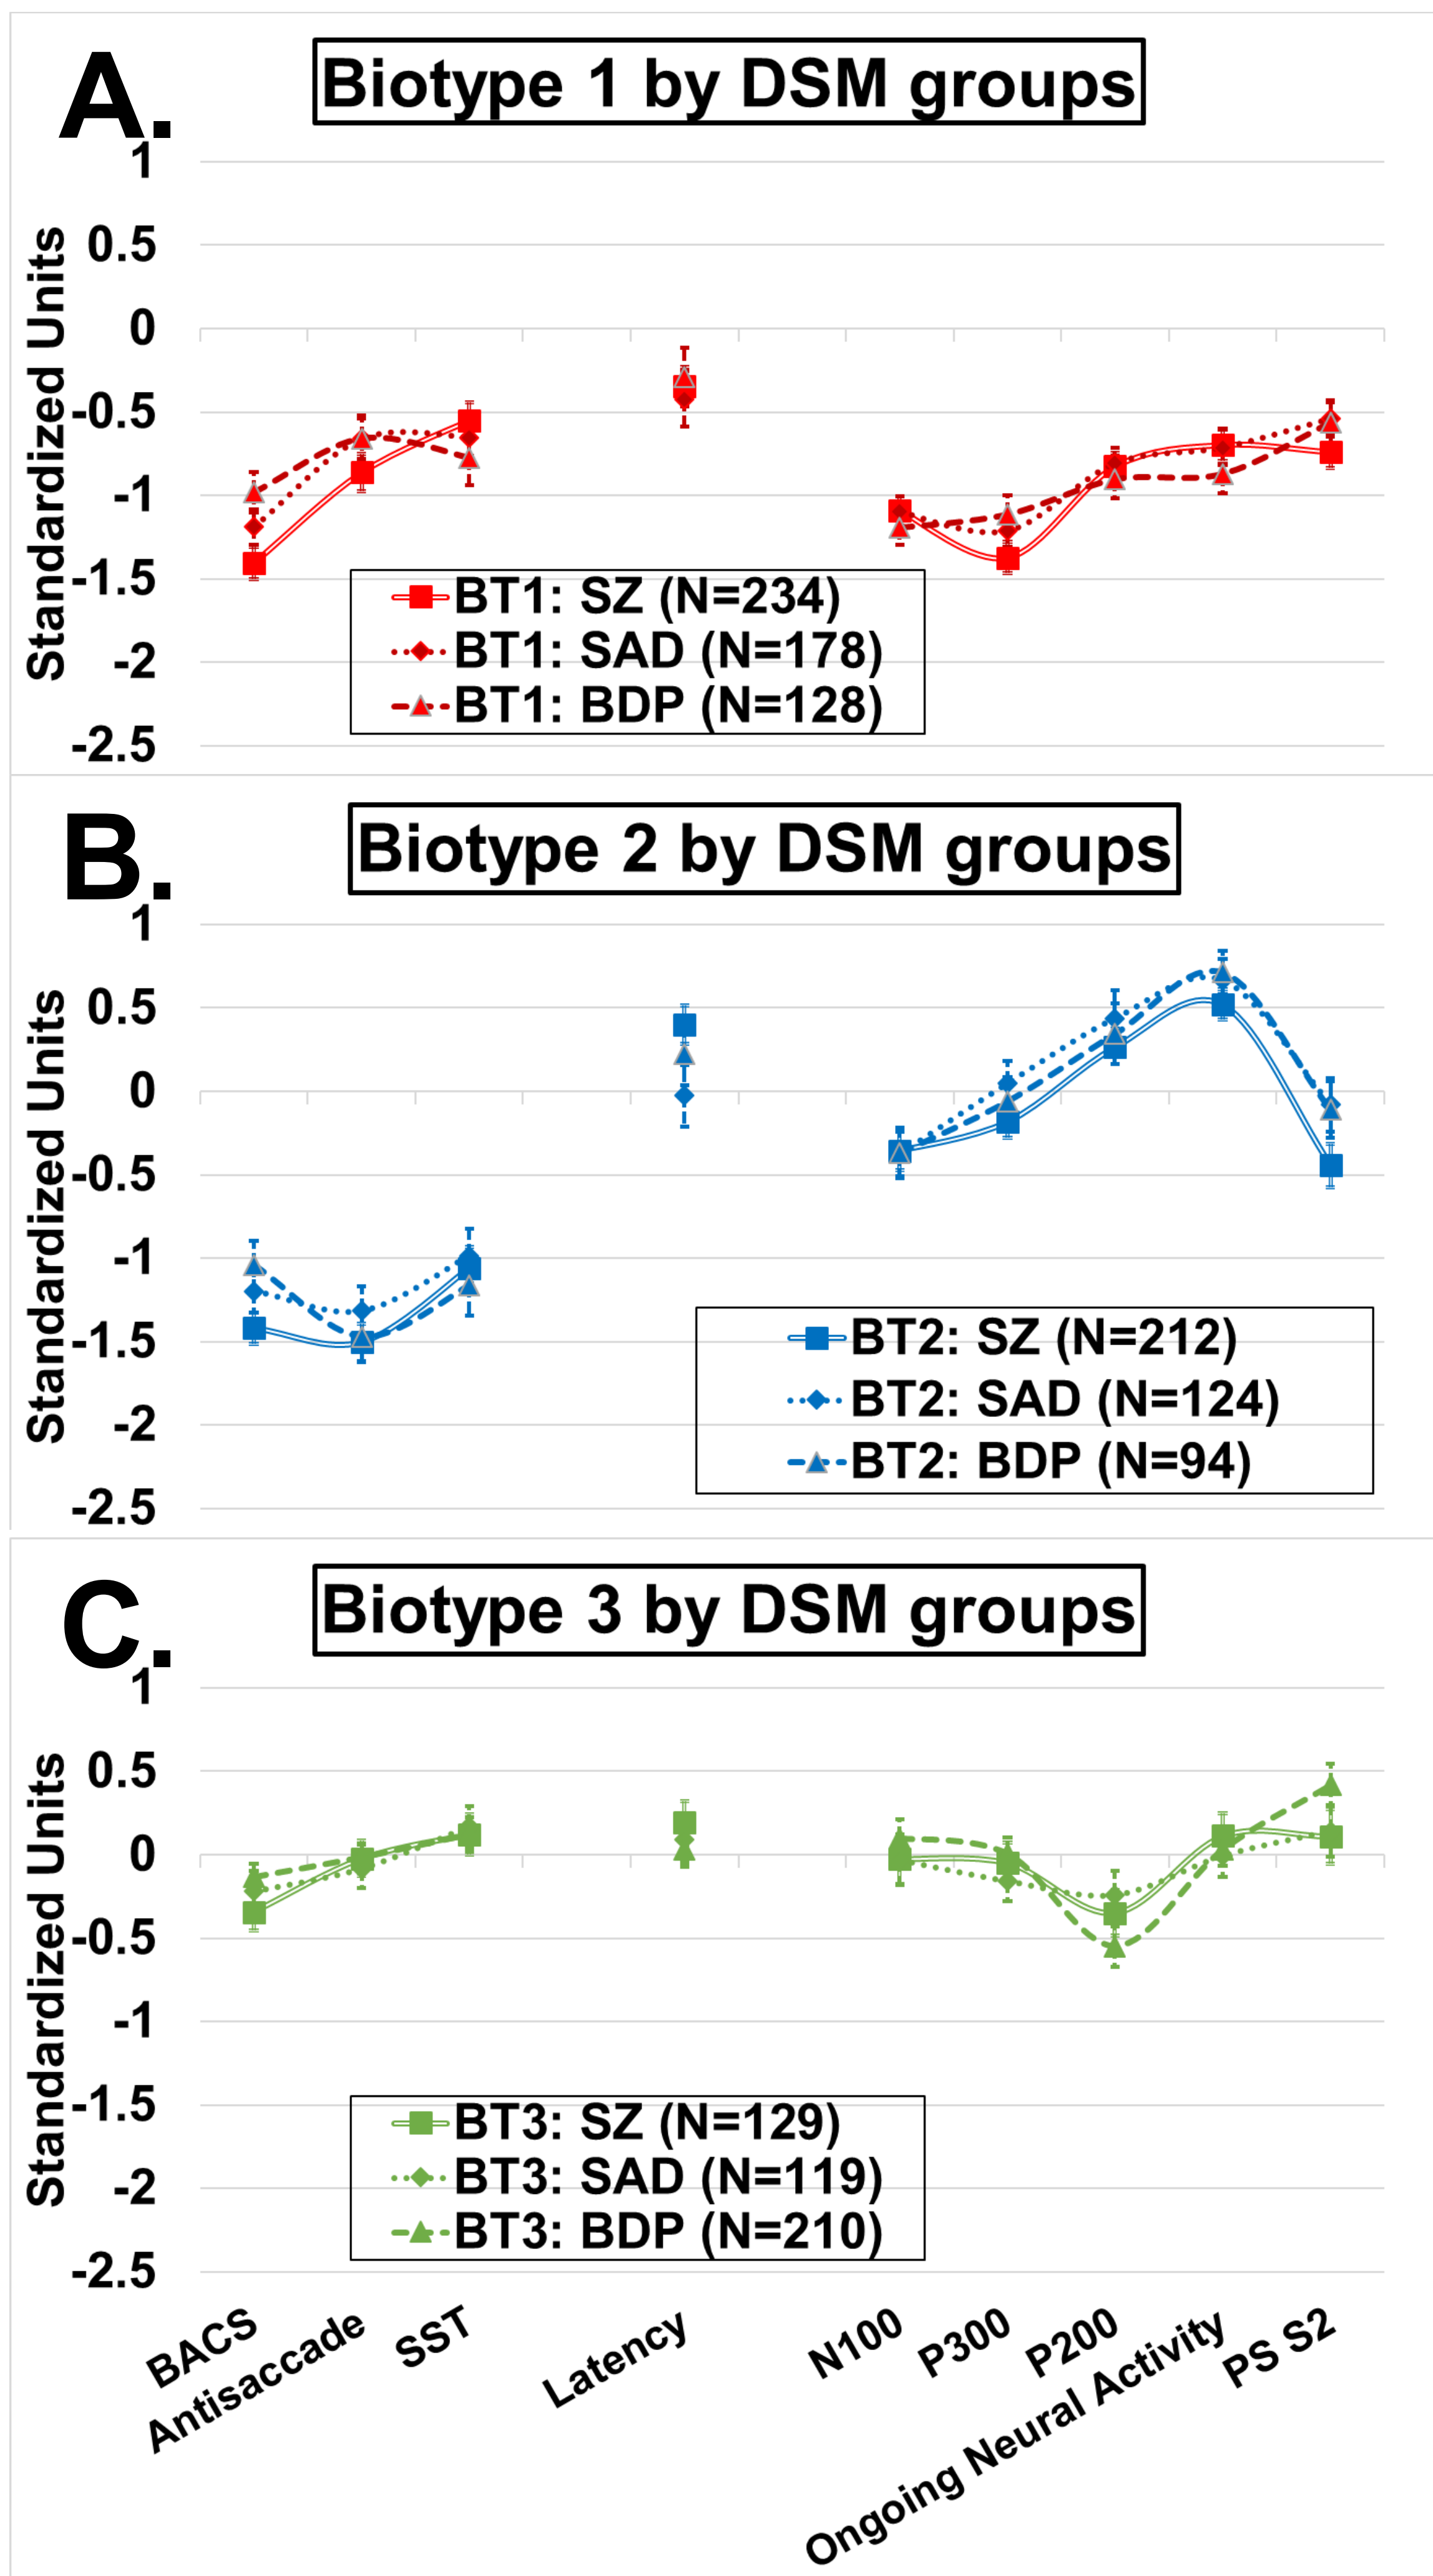 A.
Biotype 1 by DSM groups
Standardized Units
1
0.5
0
-0.5
-1
-1.5
-2
-2.5
BT1: SZ (N=234)
BT1: SAD (N=178)
BT1: BDP (N=128)
B.
Biotype 2 by DSM groups
Standardized Units
1
0.5
0
-0.5
-1
-1.5
-2
-2.5
BT2: SZ (N=212)
BT2: SAD (N=124)
BT2: BDP (N=94)
C.
Biotype 3 by DSM groups
Standardized Units
1
0.5
0
-0.5
-1
-1.5
-2
-2.5
BT3: SZ (N=129)
BT3: SAD (N=119)
BT3: BDP (N=210)
BACS
Antisaccade
SST
Latency
N100
P300
P200
Ongoing Neural Activity
PS S2